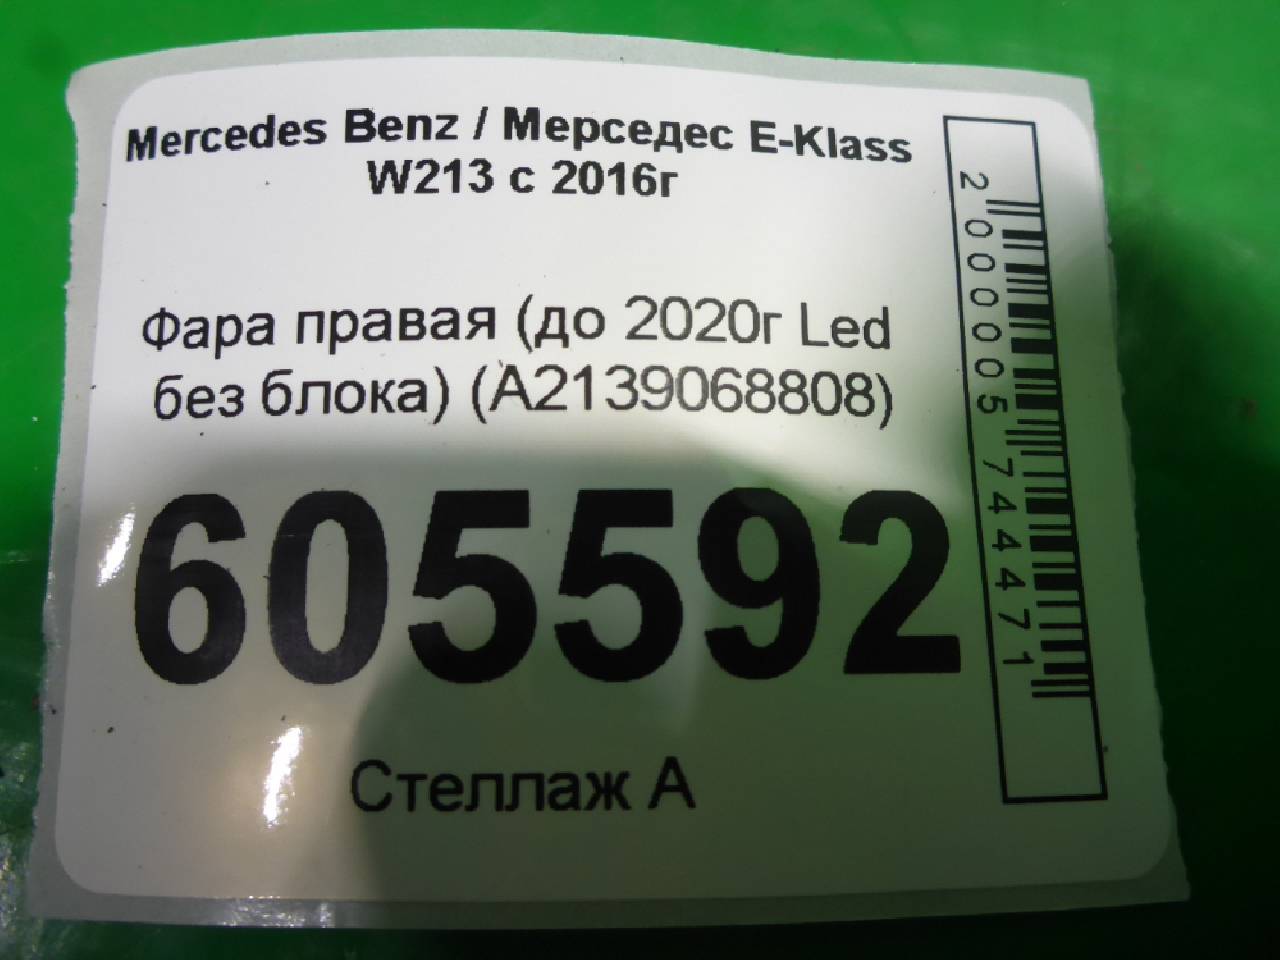 Mercedes Benz / Мерседес E-Klass
W213 с 2016г
Фара правая (до 2020г Led
без блока) (A2139068808)
605592
Стеллаж А
2000005744471